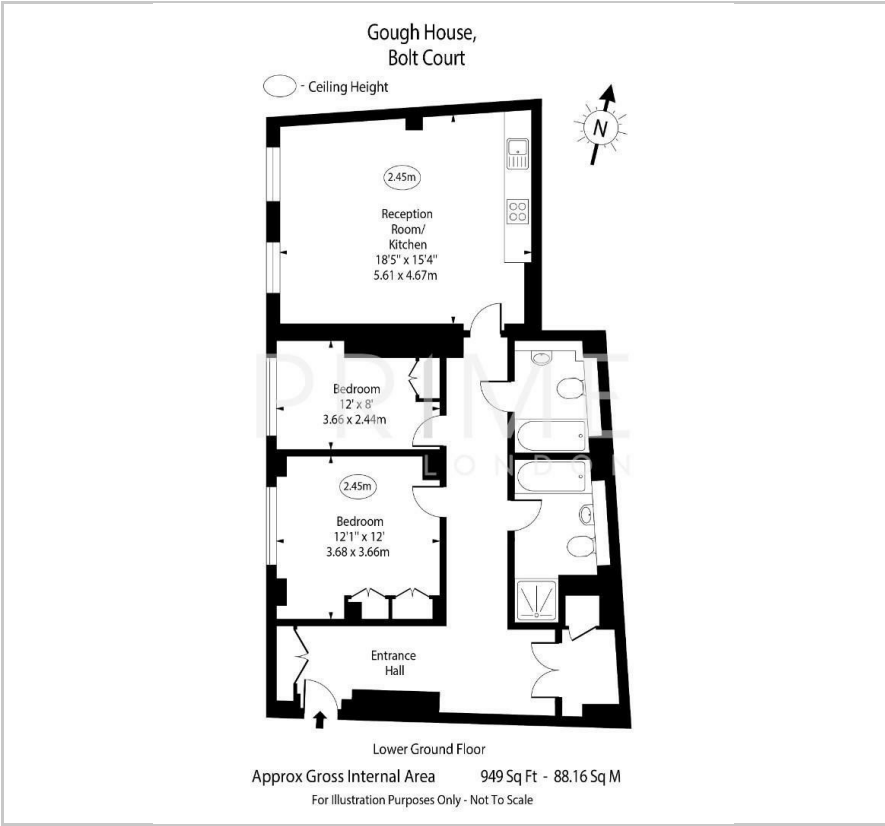 Gough House,
Bolt Court
- Ceiling Height
N
2.45m
Reception
Room/
Kitchen
18'5" x 15'4"
5.61 x 4.67m
PRIME
LONDON
Bedroom
12' x 8'
3.66 x 2.44m
2.45m
Bedroom
12'1" x 12'
3.68 x 3.66m
Entrance
Hall
Lower Ground Floor
Approx Gross Internal Area 949 Sq Ft - 88.16 Sq M
For Illustration Purposes Only - Not To Scale